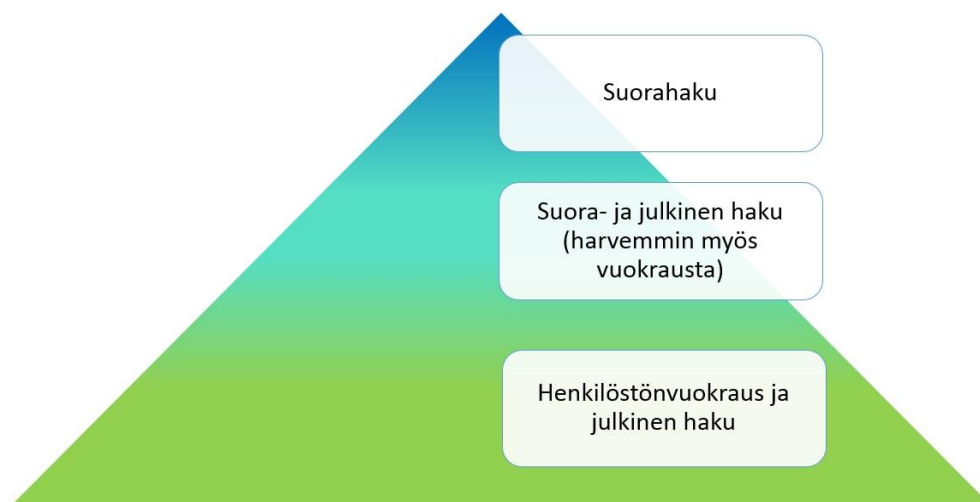 Suorahaku
Suora- ja julkinen haku
(harvemmin myös
vuokrausta)
Henkilöstönvuokraus ja
julkinen haku